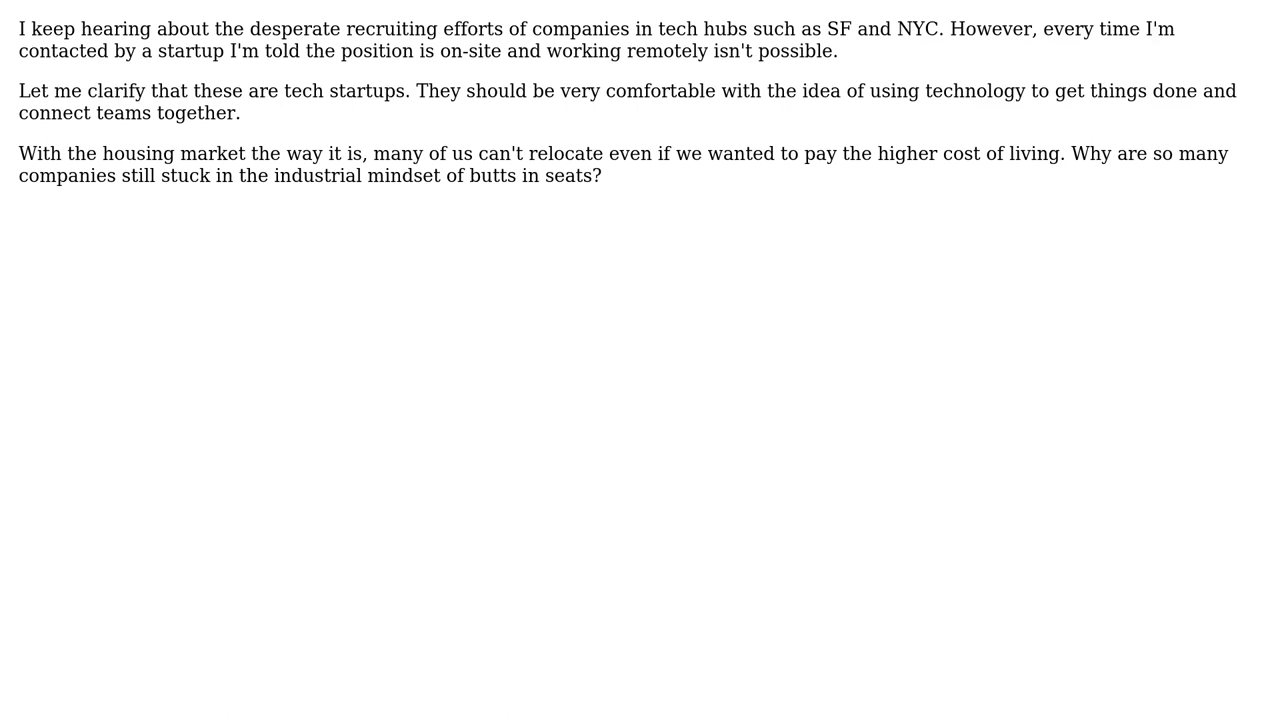 I keep hearing about the desperate recruiting efforts of companies in tech hubs such as SF and NYC. However, every time I'm
contacted by a startup I'm told the position is on-site and working remotely isn't possible.
Let me clarify that these are tech startups. They should be very comfortable with the idea of using technology to get things done and
connect teams together.
With the housing market the way it is, many of us can't relocate even if we wanted to pay the higher cost of living. Why are so many
companies still stuck in the industrial mindset of butts in seats?